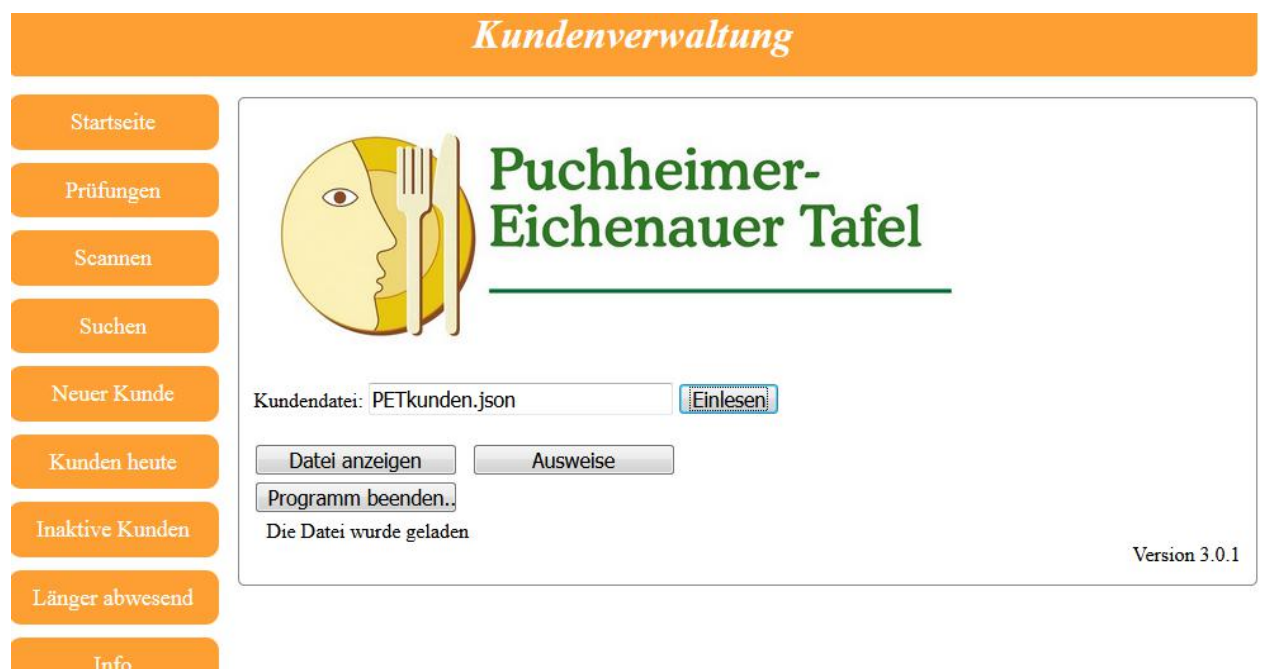 Kundenverwaltung
Startseite
Prüfungen
Scannen
Suchen
Neuer Kunde
Kunden heute
Inaktive Kunden
Länger abwesend
Info
Puchheimer-
Eichenauer Tafel
Kundendatei: PETkunden.json Einlesen
Datei anzeigen Ausweise
Programm beenden..
Die Datei wurde geladen
Version 3.0.1